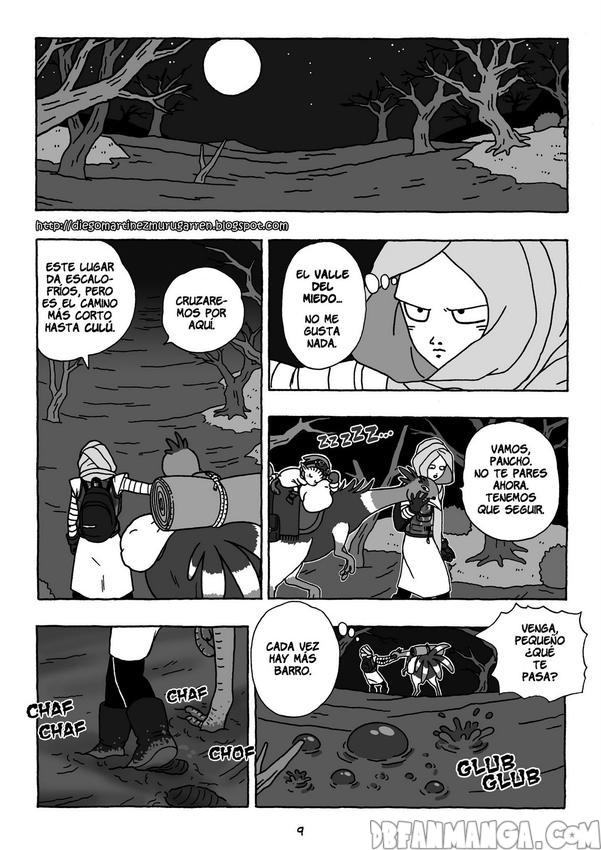 http://diegomartinezmurugarren.blogspot.com
ESTE LUGAR
DA ESCALO-
FRÍOS, PERO
ES EL CAMINO
MÁS CORTO
HASTA CULÚ.
CRUZARE-
MOS POR
AQUÍ.
EL VALLE
DEL
MIEDO...
NO ME
GUSTA
NADA.
ZZZZZ...
VAMOS,
PANCHO.
NO TE PARES
AHORA.
TENEMOS
QUE SEGUIR.
CHAF
CHAF
CHAF
CHOF
CADA VEZ
HAY MÁS
BARRO.
VENGA,
PEQUEÑO
¿QUÉ
TE
PASA?
GLUB
GLUB
9
DBFANMANGA.COM